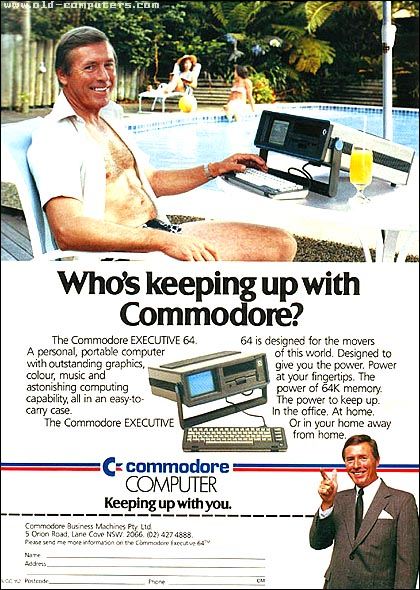 www.old-computers.com
Who's keeping up with
Commodore?
The Commodore EXECUTIVE 64.
A personal, portable computer
with outstanding graphics,
colour, music and
astonishing computing
capability, all in an easy-to-
carry case.
The Commodore EXECUTIVE
64 is designed for the movers
of this world. Designed to
give you the power. Power
at your fingertips. The
power of 64K memory.
The power to keep up.
In the office. At home.
Or in your home away
from home.
commodore
COMPUTER
Keeping up with you.
Commodore Business Machines Pty. Ltd.
5 Orion Road, Lane Cove NSW. 2066. (02) 427 4888.
Please send me more information on the Commodore Executive 64™
Name
Address
Postcode Phone